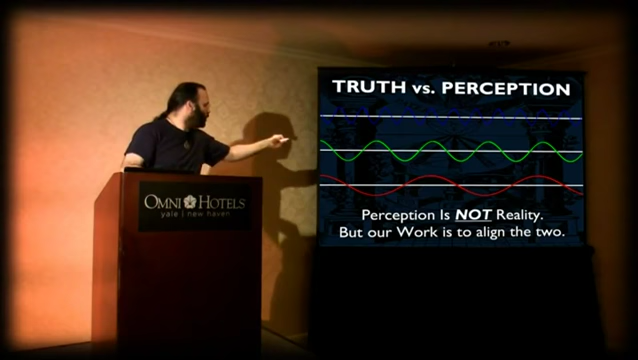 TRUTH vs. PERCEPTION
Perception Is NOT Reality.
But our Work is to align the two.
OMNI HOTELS
yale | new haven